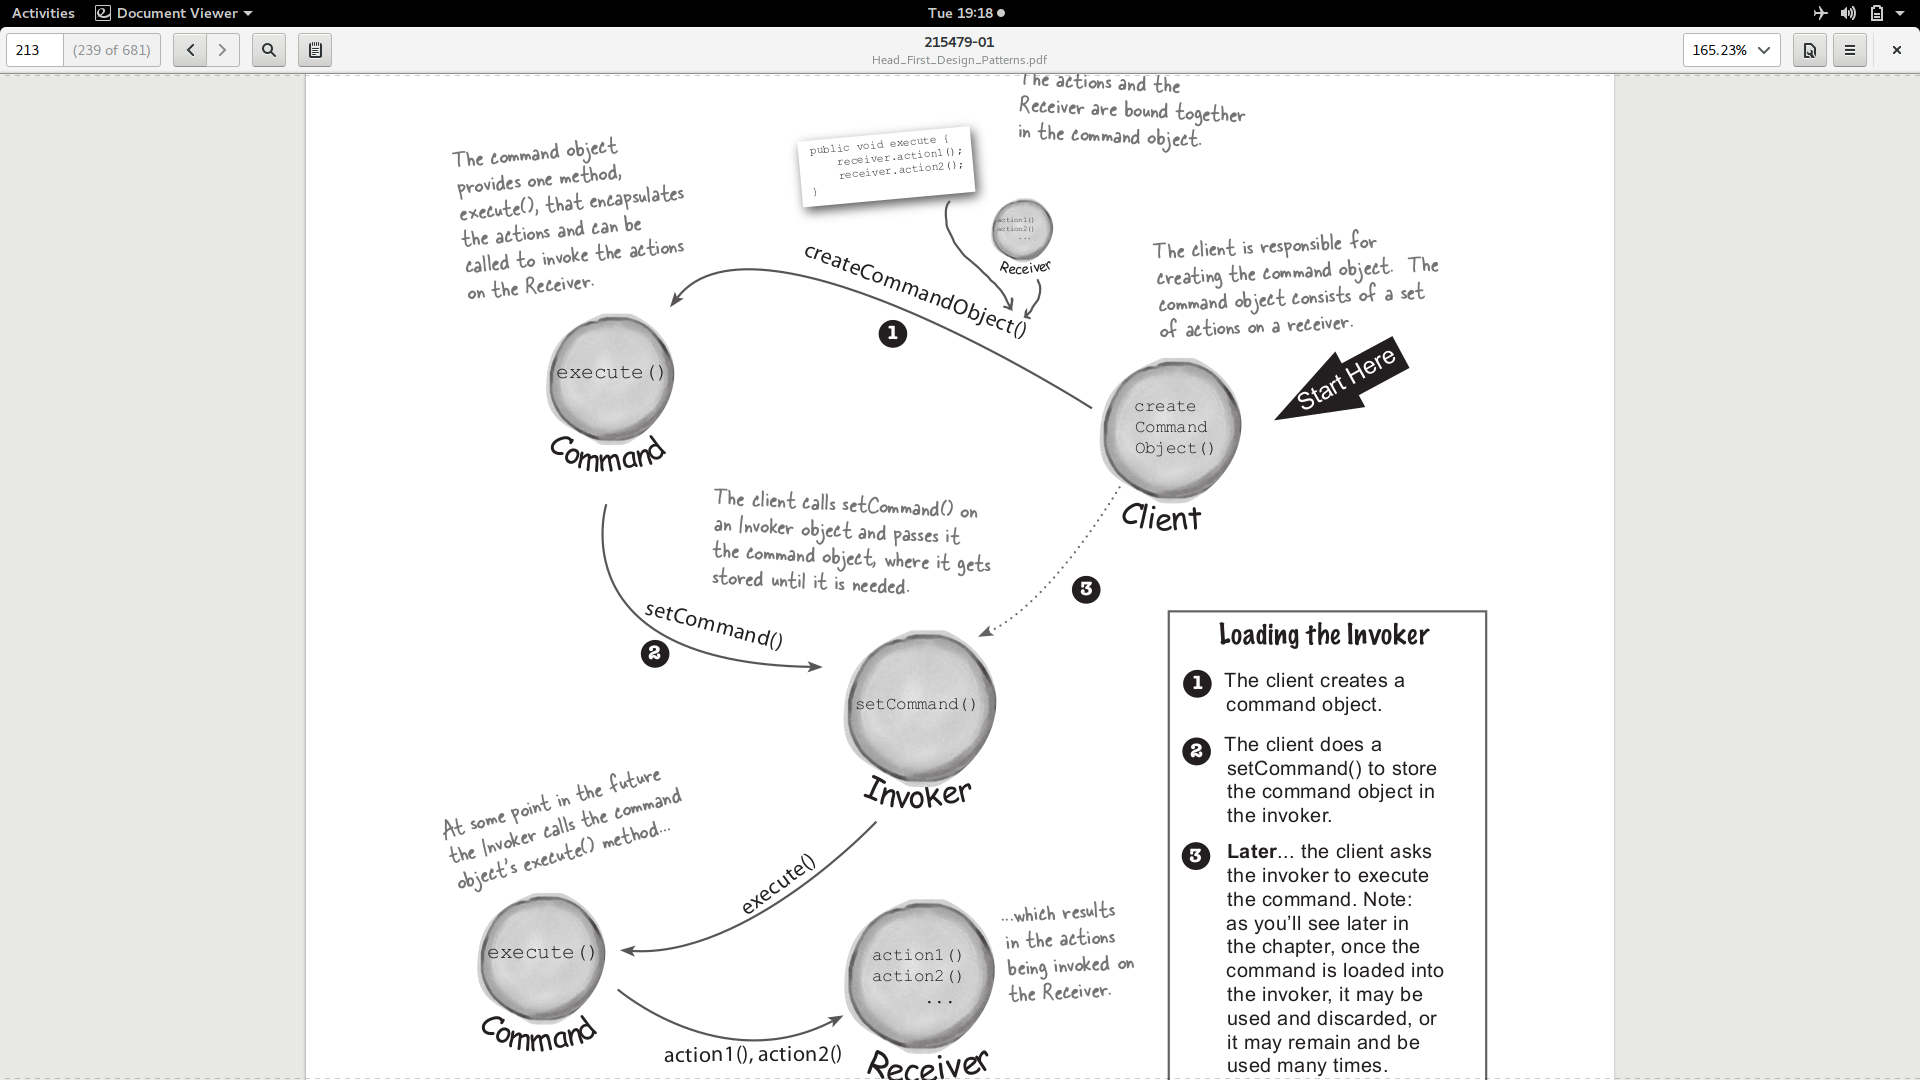 Activities
Document Viewer
Tue 19:18
213
(239 of 681)
215479-01
Head_First_Design_Patterns.pdf
165.23%
The actions and the
Receiver are bound together
in the command object.
public void execute {
receiver.action1();
receiver.action2();
}
The command object
provides one method,
execute(), that encapsulates
the actions and can be
called to invoke the actions
on the Receiver.
action1()
action2()
...
Receiver
createCommandObject()
1
The client is responsible for
creating the command object. The
command object consists of a set
of actions on a receiver.
Start Here
execute()
Command
create
Command
Object()
Client
The client calls setCommand() on
an Invoker object and passes it
the command object, where it gets
stored until it is needed.
3
setCommand()
2
setCommand()
Invoker
Loading the Invoker
1 The client creates a
command object.
2 The client does a
setCommand() to store
the command object in
the invoker.
3 Later... the client asks
the invoker to execute
the command. Note:
as you'll see later in
the chapter, once the
command is loaded into
the invoker, it may be
used and discarded, or
it may remain and be
used many times.
At some point in the future
the Invoker calls the command
object's execute() method...
execute()
execute()
Command
action1(), action2()
action1()
action2()
...
Receiver
...which results
in the actions
being invoked on
the Receiver.